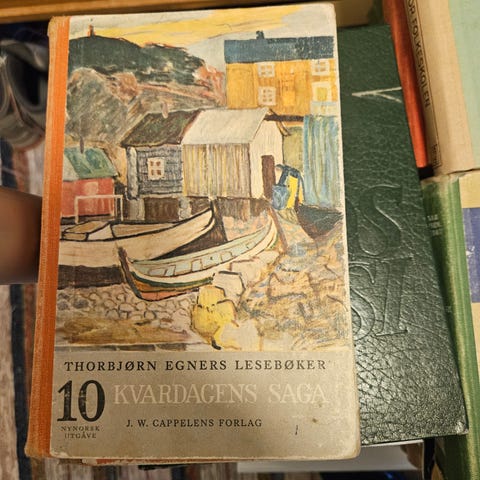 THORBJØRN EGNERS LESEBØKER
10
KVARDAGENS SAGA
NYNORSK
UTGÅVE
J. W. CAPPELENS FORLAG